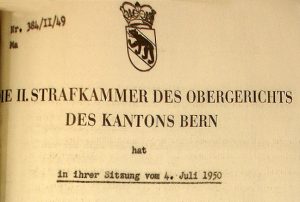 Nr. 384/II/49
Ma
IE II. STRAFKAMMER DES OBERGERICHTS
DES KANTONS BERN
hat
in ihrer Sitzung vom 4. Juli 1950